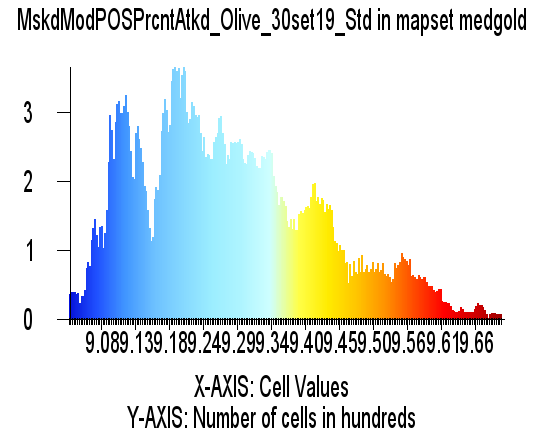 MskdModPOSPrcntAtkd_Olive_30set19_Std in mapset medgold
3
2
1
0
9.089.139.189.249.299.349.409.459.509.569.619.66
X-AXIS: Cell Values
Y-AXIS: Number of cells in hundreds